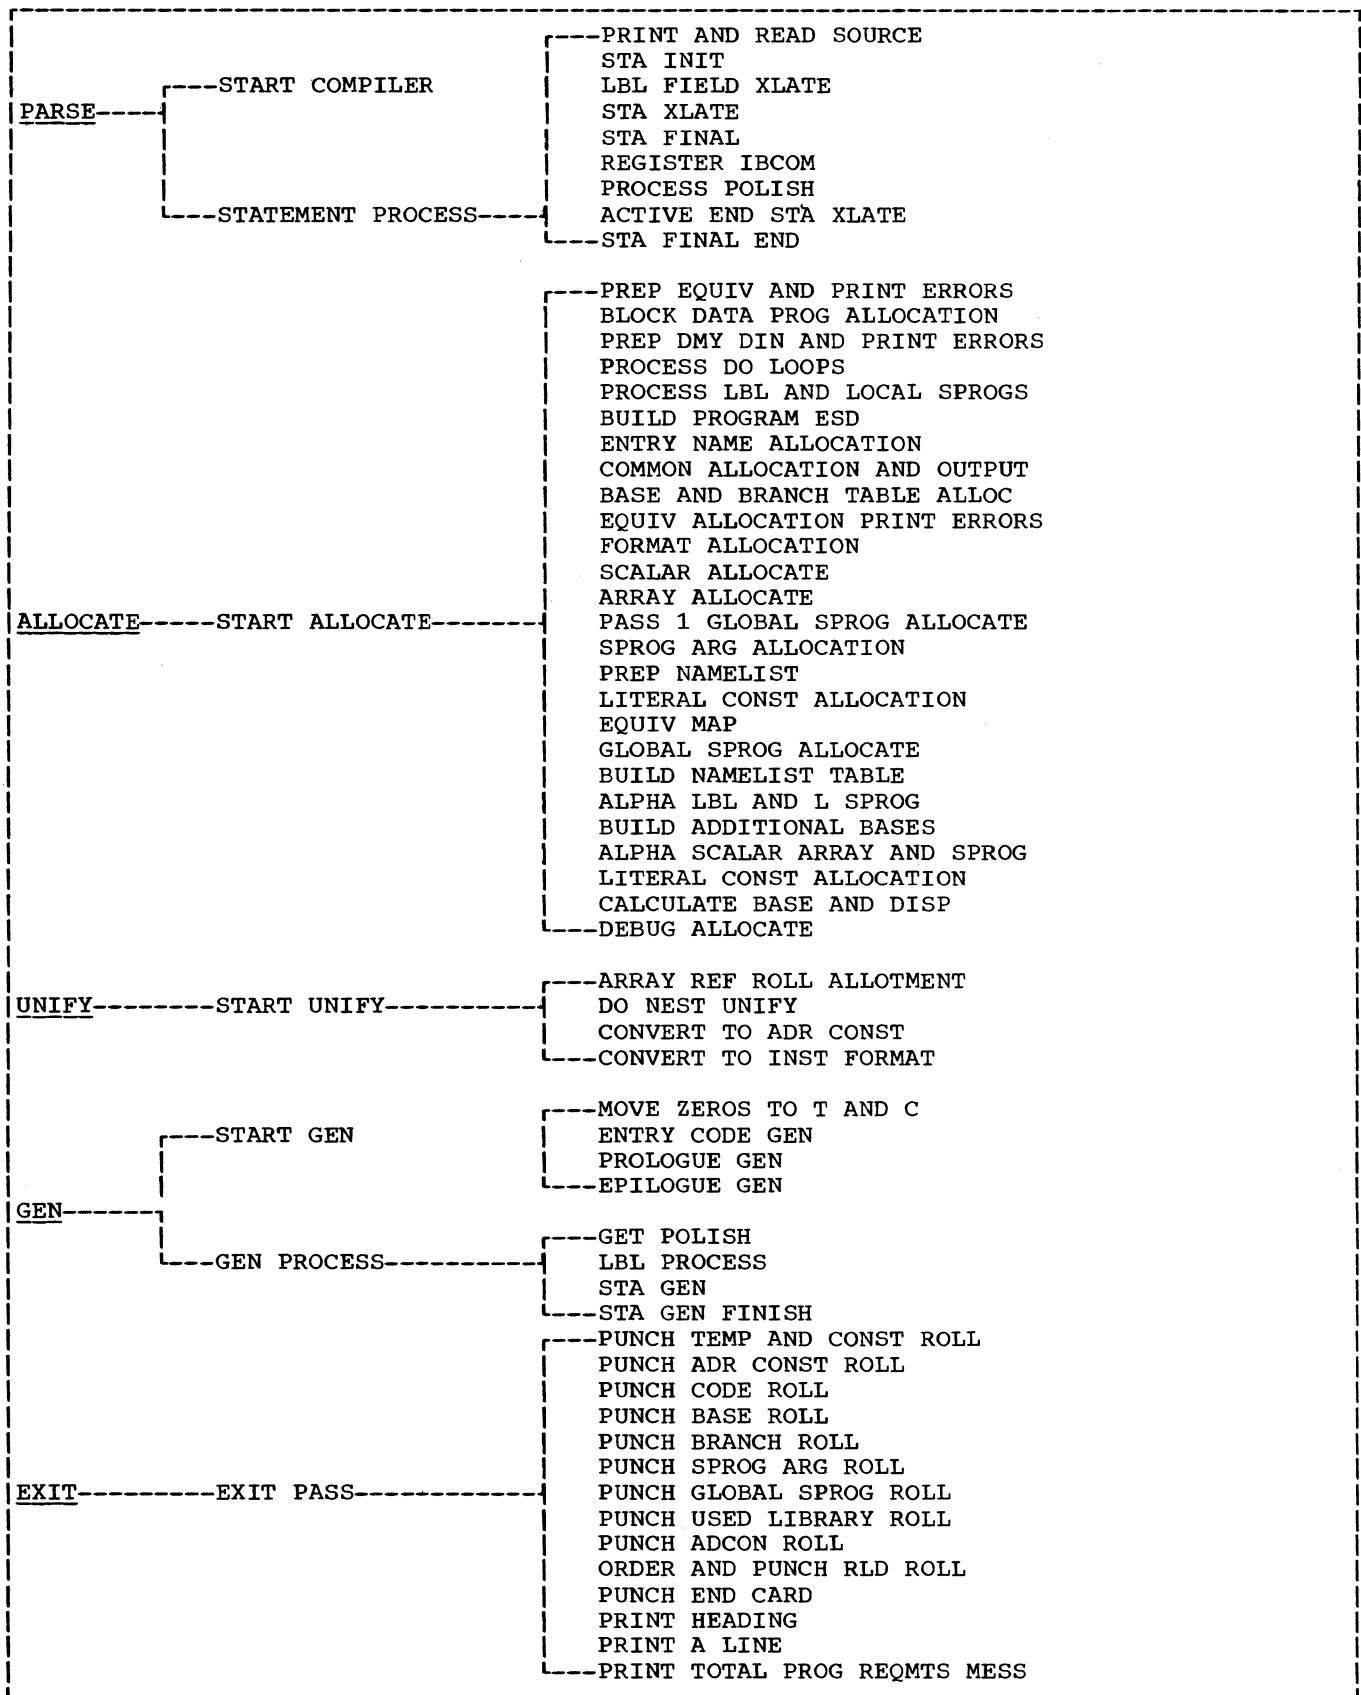 PRINT AND READ SOURCE
STA INIT
START COMPILER LBL FIELD XLATE
PARSE STA XLATE
STA FINAL
REGISTER IBCOM
PROCESS POLISH
STATEMENT PROCESS ACTIVE END STA XLATE
STA FINAL END
PREP EQUIV AND PRINT ERRORS
BLOCK DATA PROG ALLOCATION
PREP DMY DIN AND PRINT ERRORS
PROCESS DO LOOPS
PROCESS LBL AND LOCAL SPROGS
BUILD PROGRAM ESD
ENTRY NAME ALLOCATION
COMMON ALLOCATION AND OUTPUT
BASE AND BRANCH TABLE ALLOC
EQUIV ALLOCATION PRINT ERRORS
FORMAT ALLOCATION
SCALAR ALLOCATE
ARRAY ALLOCATE
ALLOCATE START ALLOCATE PASS 1 GLOBAL SPROG ALLOCATE
SPROG ARG ALLOCATION
PREP NAMELIST
LITERAL CONST ALLOCATION
EQUIV MAP
GLOBAL SPROG ALLOCATE
BUILD NAMELIST TABLE
ALPHA LBL AND L SPROG
BUILD ADDITIONAL BASES
ALPHA SCALAR ARRAY AND SPROG
LITERAL CONST ALLOCATION
CALCULATE BASE AND DISP
DEBUG ALLOCATE
ARRAY REF ROLL ALLOTMENT
UNIFY START UNIFY DO NEST UNIFY
CONVERT TO ADR CONST
CONVERT TO INST FORMAT
MOVE ZEROS TO T AND C
START GEN ENTRY CODE GEN
PROLOGUE GEN
EPILOGUE GEN
GEN
GET POLISH
GEN PROCESS LBL PROCESS
STA GEN
STA GEN FINISH
PUNCH TEMP AND CONST ROLL
PUNCH ADR CONST ROLL
PUNCH CODE ROLL
PUNCH BASE ROLL
PUNCH BRANCH ROLL
PUNCH SPROG ARG ROLL
EXIT EXIT PASS PUNCH GLOBAL SPROG ROLL
PUNCH USED LIBRARY ROLL
PUNCH ADCON ROLL
ORDER AND PUNCH RLD ROLL
PUNCH END CARD
PRINT HEADING
PRINT A LINE
PRINT TOTAL PROG REQMTS MESS